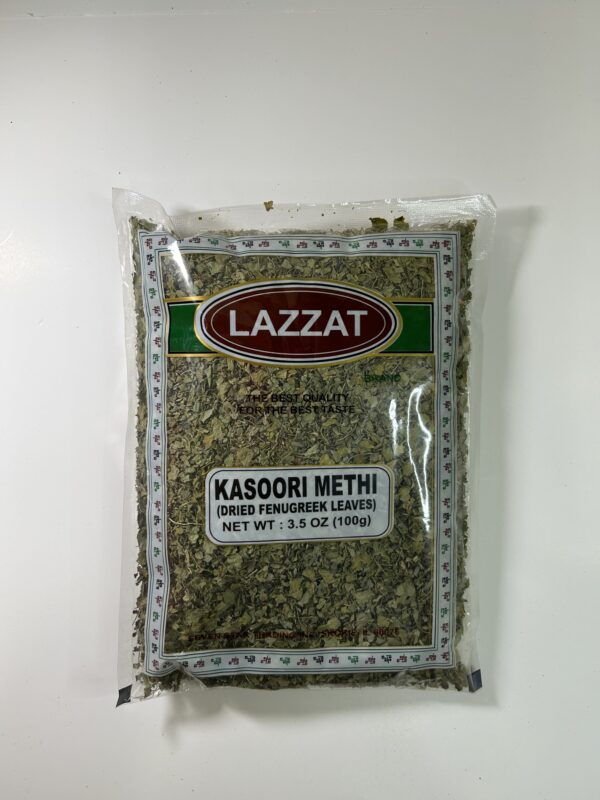 LAZZAT
BRAND
THE BEST QUALITY
FOR THE BEST TASTE
KASOORI METHI
(DRIED FENUGREEK LEAVES)
NET WT : 3.5 OZ (100g)